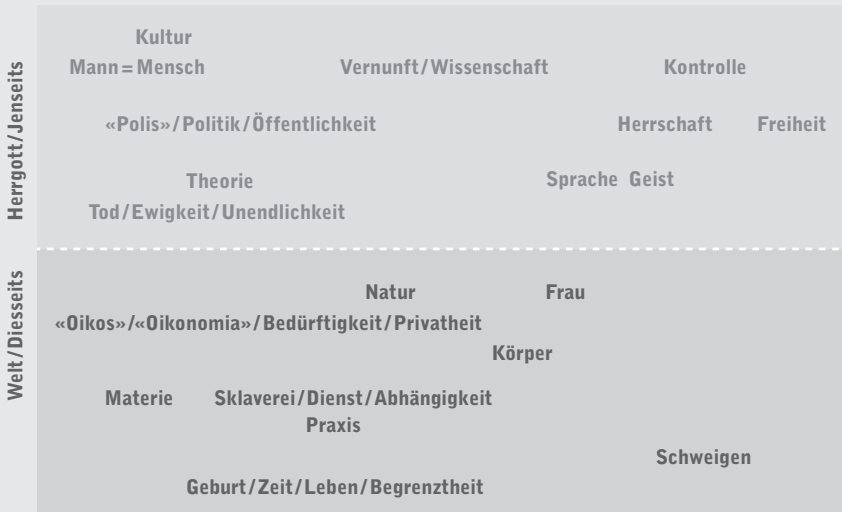 Herrgott/Jenseits
Kultur
Mann=Mensch Vernunft/Wissenschaft Kontrolle
«Polis»/Politik/Öffentlichkeit Herrschaft Freiheit
Theorie Sprache Geist
Tod/Ewigkeit/Unendlichkeit
Welt/Diesseits
Natur Frau
«Oikos»/«Oikonomia»/Bedürftigkeit/Privatheit
Körper
Materie Sklaverei/Dienst/Abhängigkeit
Praxis
Schweigen
Geburt/Zeit/Leben/Begrenztheit